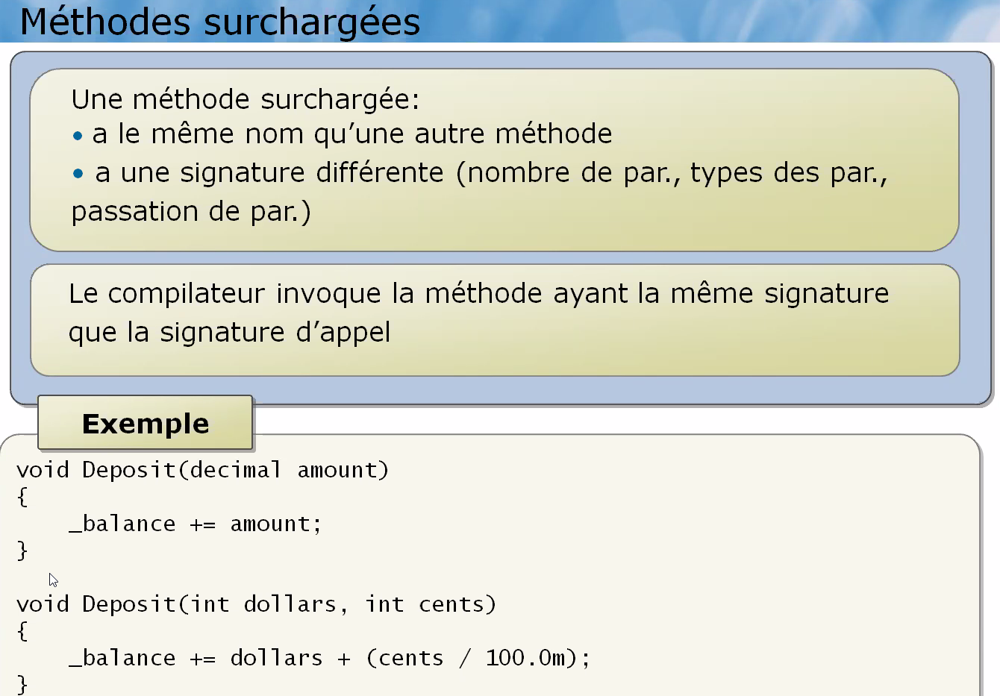 Méthodes surchargées
Une méthode surchargée:
• a le même nom qu’une autre méthode
• a une signature différente (nombre de par., types des par.,
passation de par.)
Le compilateur invoque la méthode ayant la même signature
que la signature d’appel
Exemple
void Deposit(decimal amount)
{
    _balance += amount;
}
void Deposit(int dollars, int cents)
{
    _balance += dollars + (cents / 100.0m);
}